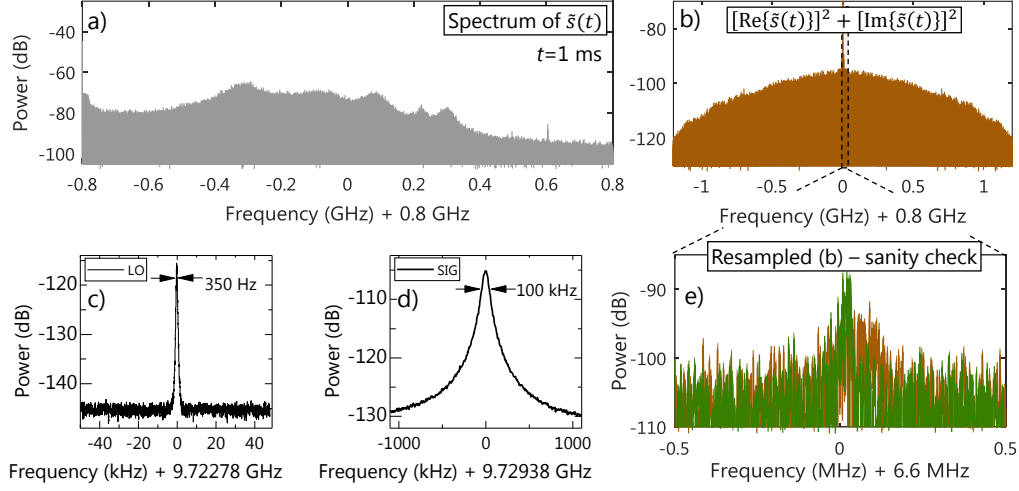 a)
Spectrum of s̃(t)
t=1 ms
Power (dB)
-40
-60
-80
-100
-0.8 -0.6 -0.4 -0.2 0 0.2 0.4 0.6 0.8
Frequency (GHz) + 0.8 GHz
b)
[Re{s̃(t)}]² + [Im{s̃(t)}]²
Power (dB)
-80
-100
-120
-1 -0.5 0 0.5 1
Frequency (GHz) + 0.8 GHz
c)
LO
350 Hz
Power (dB)
-120
-130
-140
-40 -20 0 20 40
Frequency (kHz) + 9.72278 GHz
d)
SIG
100 kHz
Power (dB)
-110
-120
-130
-1000 0 1000
Frequency (kHz) + 9.72938 GHz
Resampled (b) – sanity check
e)
Power (dB)
-90
-100
-110
-0.5 0 0.5
Frequency (MHz) + 6.6 MHz